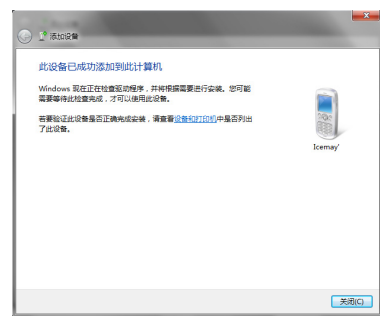 添加设备
此设备已成功添加到此计算机
Windows 现在正在检查驱动程序，并将根据需要进行安装。您可能
需要等待此检查完成，才可以使用此设备。
若要验证此设备是否正确完成安装，请查看设备和打印机中是否列出
了此设备。
Icemay'
关闭(C)